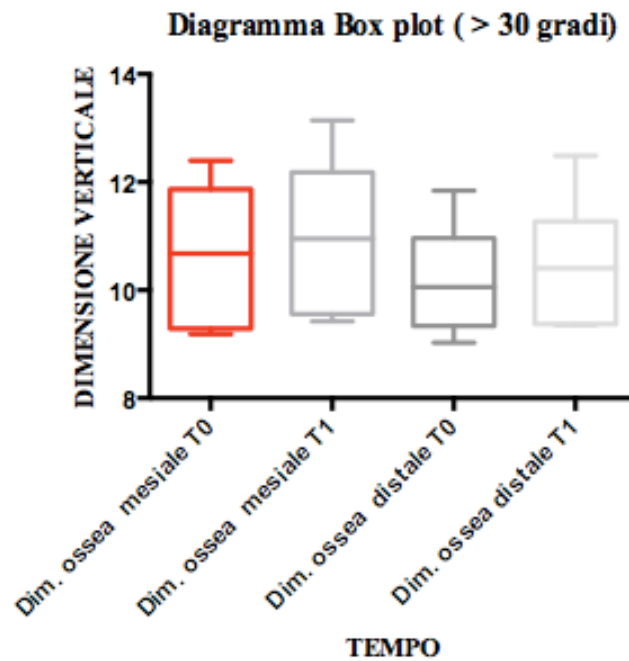 Diagramma Box plot ( > 30 gradi)
DIMENSIONE VERTICALE
14
12
10
8
Dim. ossea mesiale T0
Dim. ossea mesiale T1
Dim. ossea distale T0
Dim. ossea distale T1
TEMPO